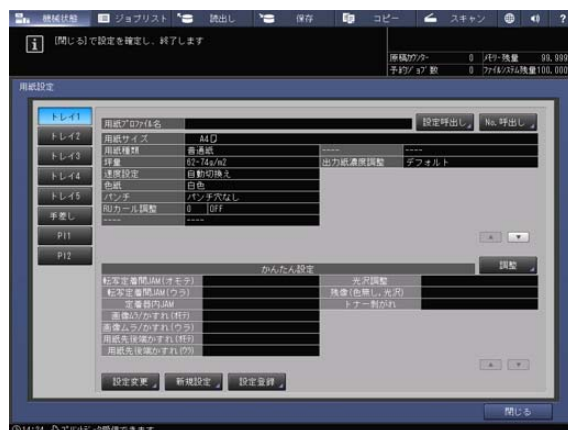 機械状態 ジョブリスト 読出し 保存 コピー スキャン ?
[閉じる]で設定を確定し、終了します
原稿カウンター 0 メモリー残量 99.999
予約ジョブ数 0 ファイルシステム残量100.000
用紙設定
トレイ1
トレイ2
トレイ3
トレイ4
トレイ5
手差し
PI1
PI2
用紙プロファイル名 設定呼出し No.呼出し
用紙サイズ A4
用紙種類 普通紙 ---- ----
坪量 62-74g/m2 出力紙濃度調整 デフォルト
速度設定 自動切換え
色紙 白色
パンチ パンチ穴なし
RUカール調整 0 OFF
---- ----
かんたん設定 調整
転写定着間JAM(オモテ) 光沢調整
転写定着間JAM(ウラ) 残像(色無し、光沢)
定着器内JAM トナー剥がれ
画像ムラ/かすれ(オモテ)
画像ムラ/かすれ(ウラ)
用紙先後端かすれ(オモテ)
用紙先後端かすれ(ウラ)
設定変更 新規設定 設定登録
閉じる